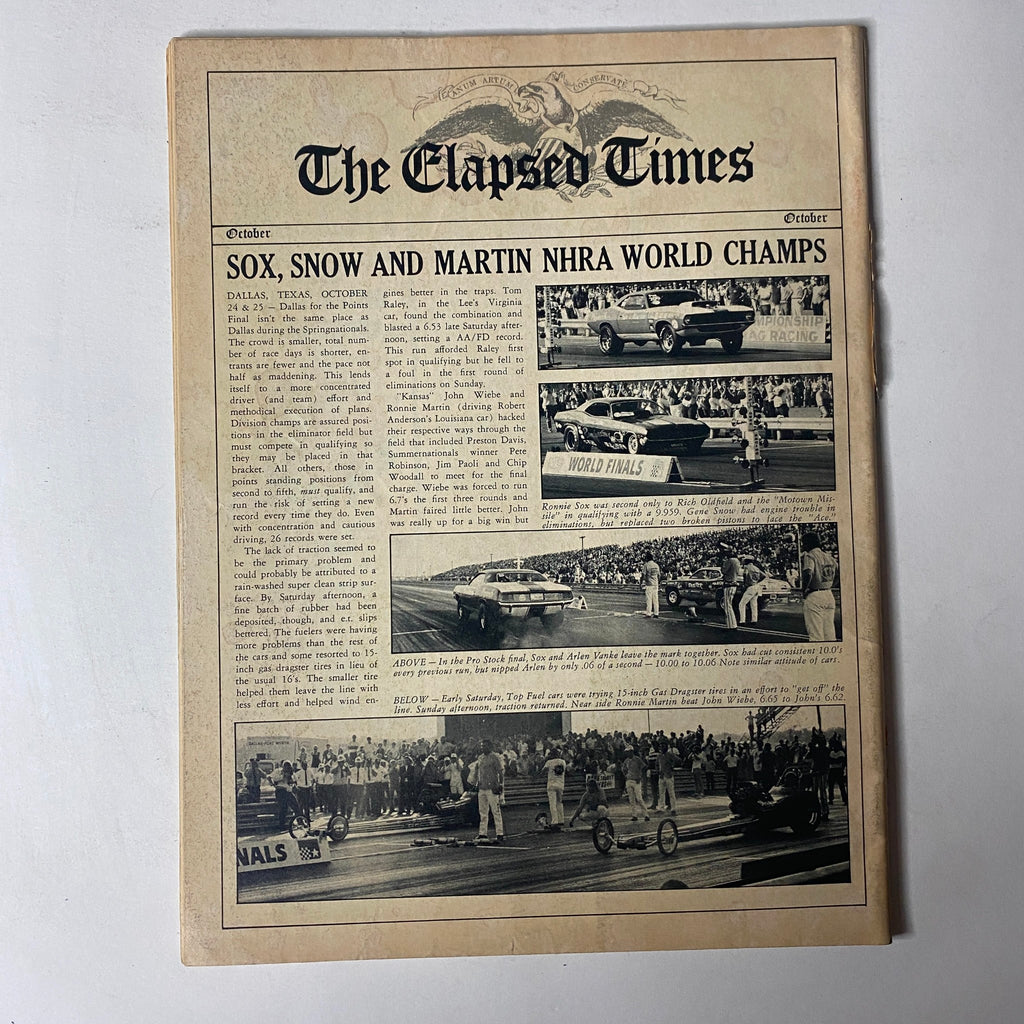 ANUM ARTUM CONSERVATE
The Elapsed Times
October October
SOX, SNOW AND MARTIN NHRA WORLD CHAMPS
DALLAS, TEXAS, OCTOBER
24 & 25 — Dallas for the Points
Final isn't the same place as
Dallas during the Springnationals.
The crowd is smaller, total num-
ber of race days is shorter, en-
trants are fewer and the pace not
half as maddening. This lends
itself to a more concentrated
driver (and team) effort and
methodical execution of plans.
Division champs are assured posi-
tions in the eliminator field but
must compete in qualifying so
they may be placed in that
bracket. All others, those in
points standing positions from
second to fifth, must qualify, and
run the risk of setting a new
record every time they do. Even
with concentration and cautious
driving, 26 records were set.
The lack of traction seemed to
be the primary problem and
could probably be attributed to a
rain-washed super clean strip sur-
face. By Saturday afternoon, a
fine batch of rubber had been
deposited, though, and e.t. slips
bettered. The fuelers were having
more problems than the rest of
the cars and some resorted to 15-
inch gas dragster tires in lieu of
the usual 16's. The smaller tire
helped them leave the line with
less effort and helped wind en-
gines better in the traps. Tom
Raley, in the Lee's Virginia
car, found the combination and
blasted a 6.53 late Saturday after-
noon, setting a AA/FD record.
This run afforded Raley first
spot in qualifying but he fell to
a foul in the first round of
eliminations on Sunday.
"Kansas" John Wiebe and
Ronnie Martin (driving Robert
Anderson's Louisiana car) hacked
their respective ways through the
field that included Preston Davis,
Summernationals winner Pete
Robinson, Jim Paoli and Chip
Woodall to meet for the final
charge. Wiebe was forced to run
6.7's the first three rounds and
Martin faired little better. John
was really up for a big win but
MPIONSHIP
AG RACING
WORLD FINALS
Ronnie Sox was second only to Rich Oldfield and the "Motown Mis-
sile" in qualifying with a 9.959. Gene Snow had engine trouble in
eliminations, but replaced two broken pistons to face the "Ace."
ABOVE — In the Pro Stock final, Sox and Arlen Vanke leave the mark together. Sox had cut consistent 10.0's
every previous run, but nipped Arlen by only .06 of a second — 10.00 to 10.06 Note similar attitude of cars.
BELOW — Early Saturday, Top Fuel cars were trying 15-inch Gas Dragster tires in an effort to "get off" the
line. Sunday afternoon, traction returned. Near side Ronnie Martin beat John Wiebe, 6.65 to John's 6.62.
DALLAS-FORT WORTH
NALS